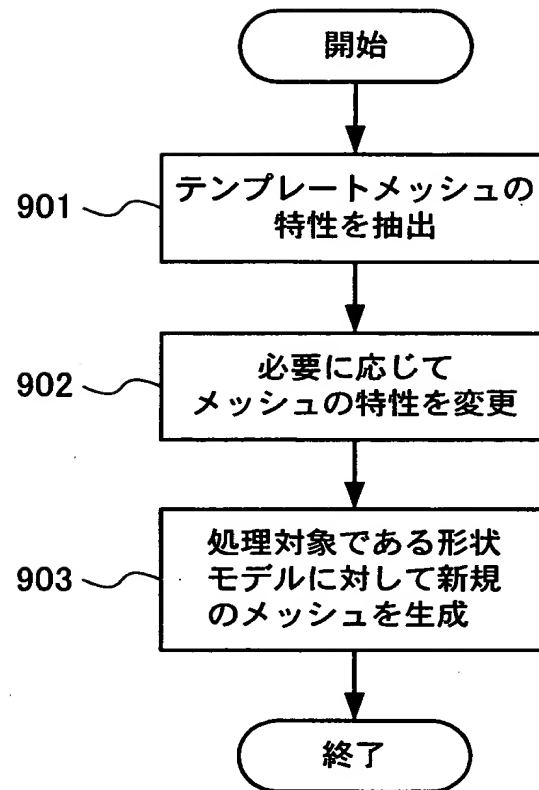 開始
901
テンプレートメッシュの
特性を抽出
902
必要に応じて
メッシュの特性を変更
903
処理対象である形状
モデルに対して新規
のメッシュを生成
終了